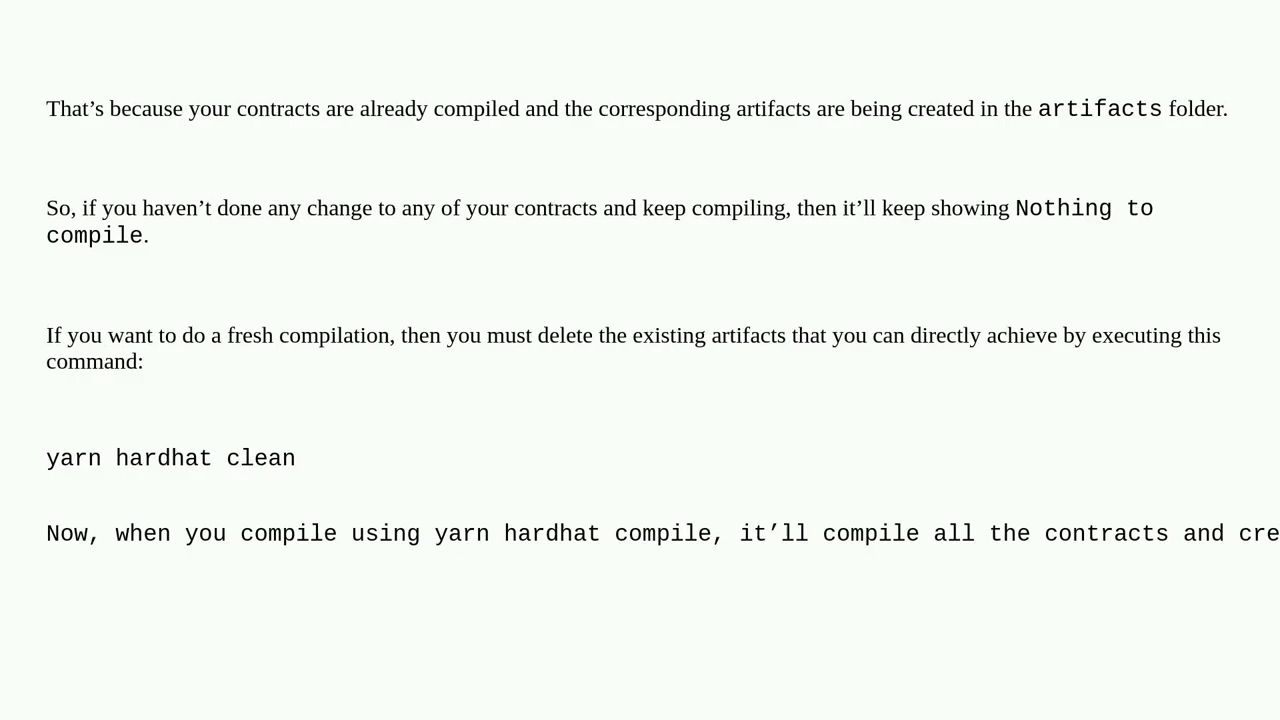 That’s because your contracts are already compiled and the corresponding artifacts are being created in the artifacts folder.
So, if you haven’t done any change to any of your contracts and keep compiling, then it’ll keep showing Nothing to
compile.
If you want to do a fresh compilation, then you must delete the existing artifacts that you can directly achieve by executing this
command:
yarn hardhat clean
Now, when you compile using yarn hardhat compile, it’ll compile all the contracts and cre